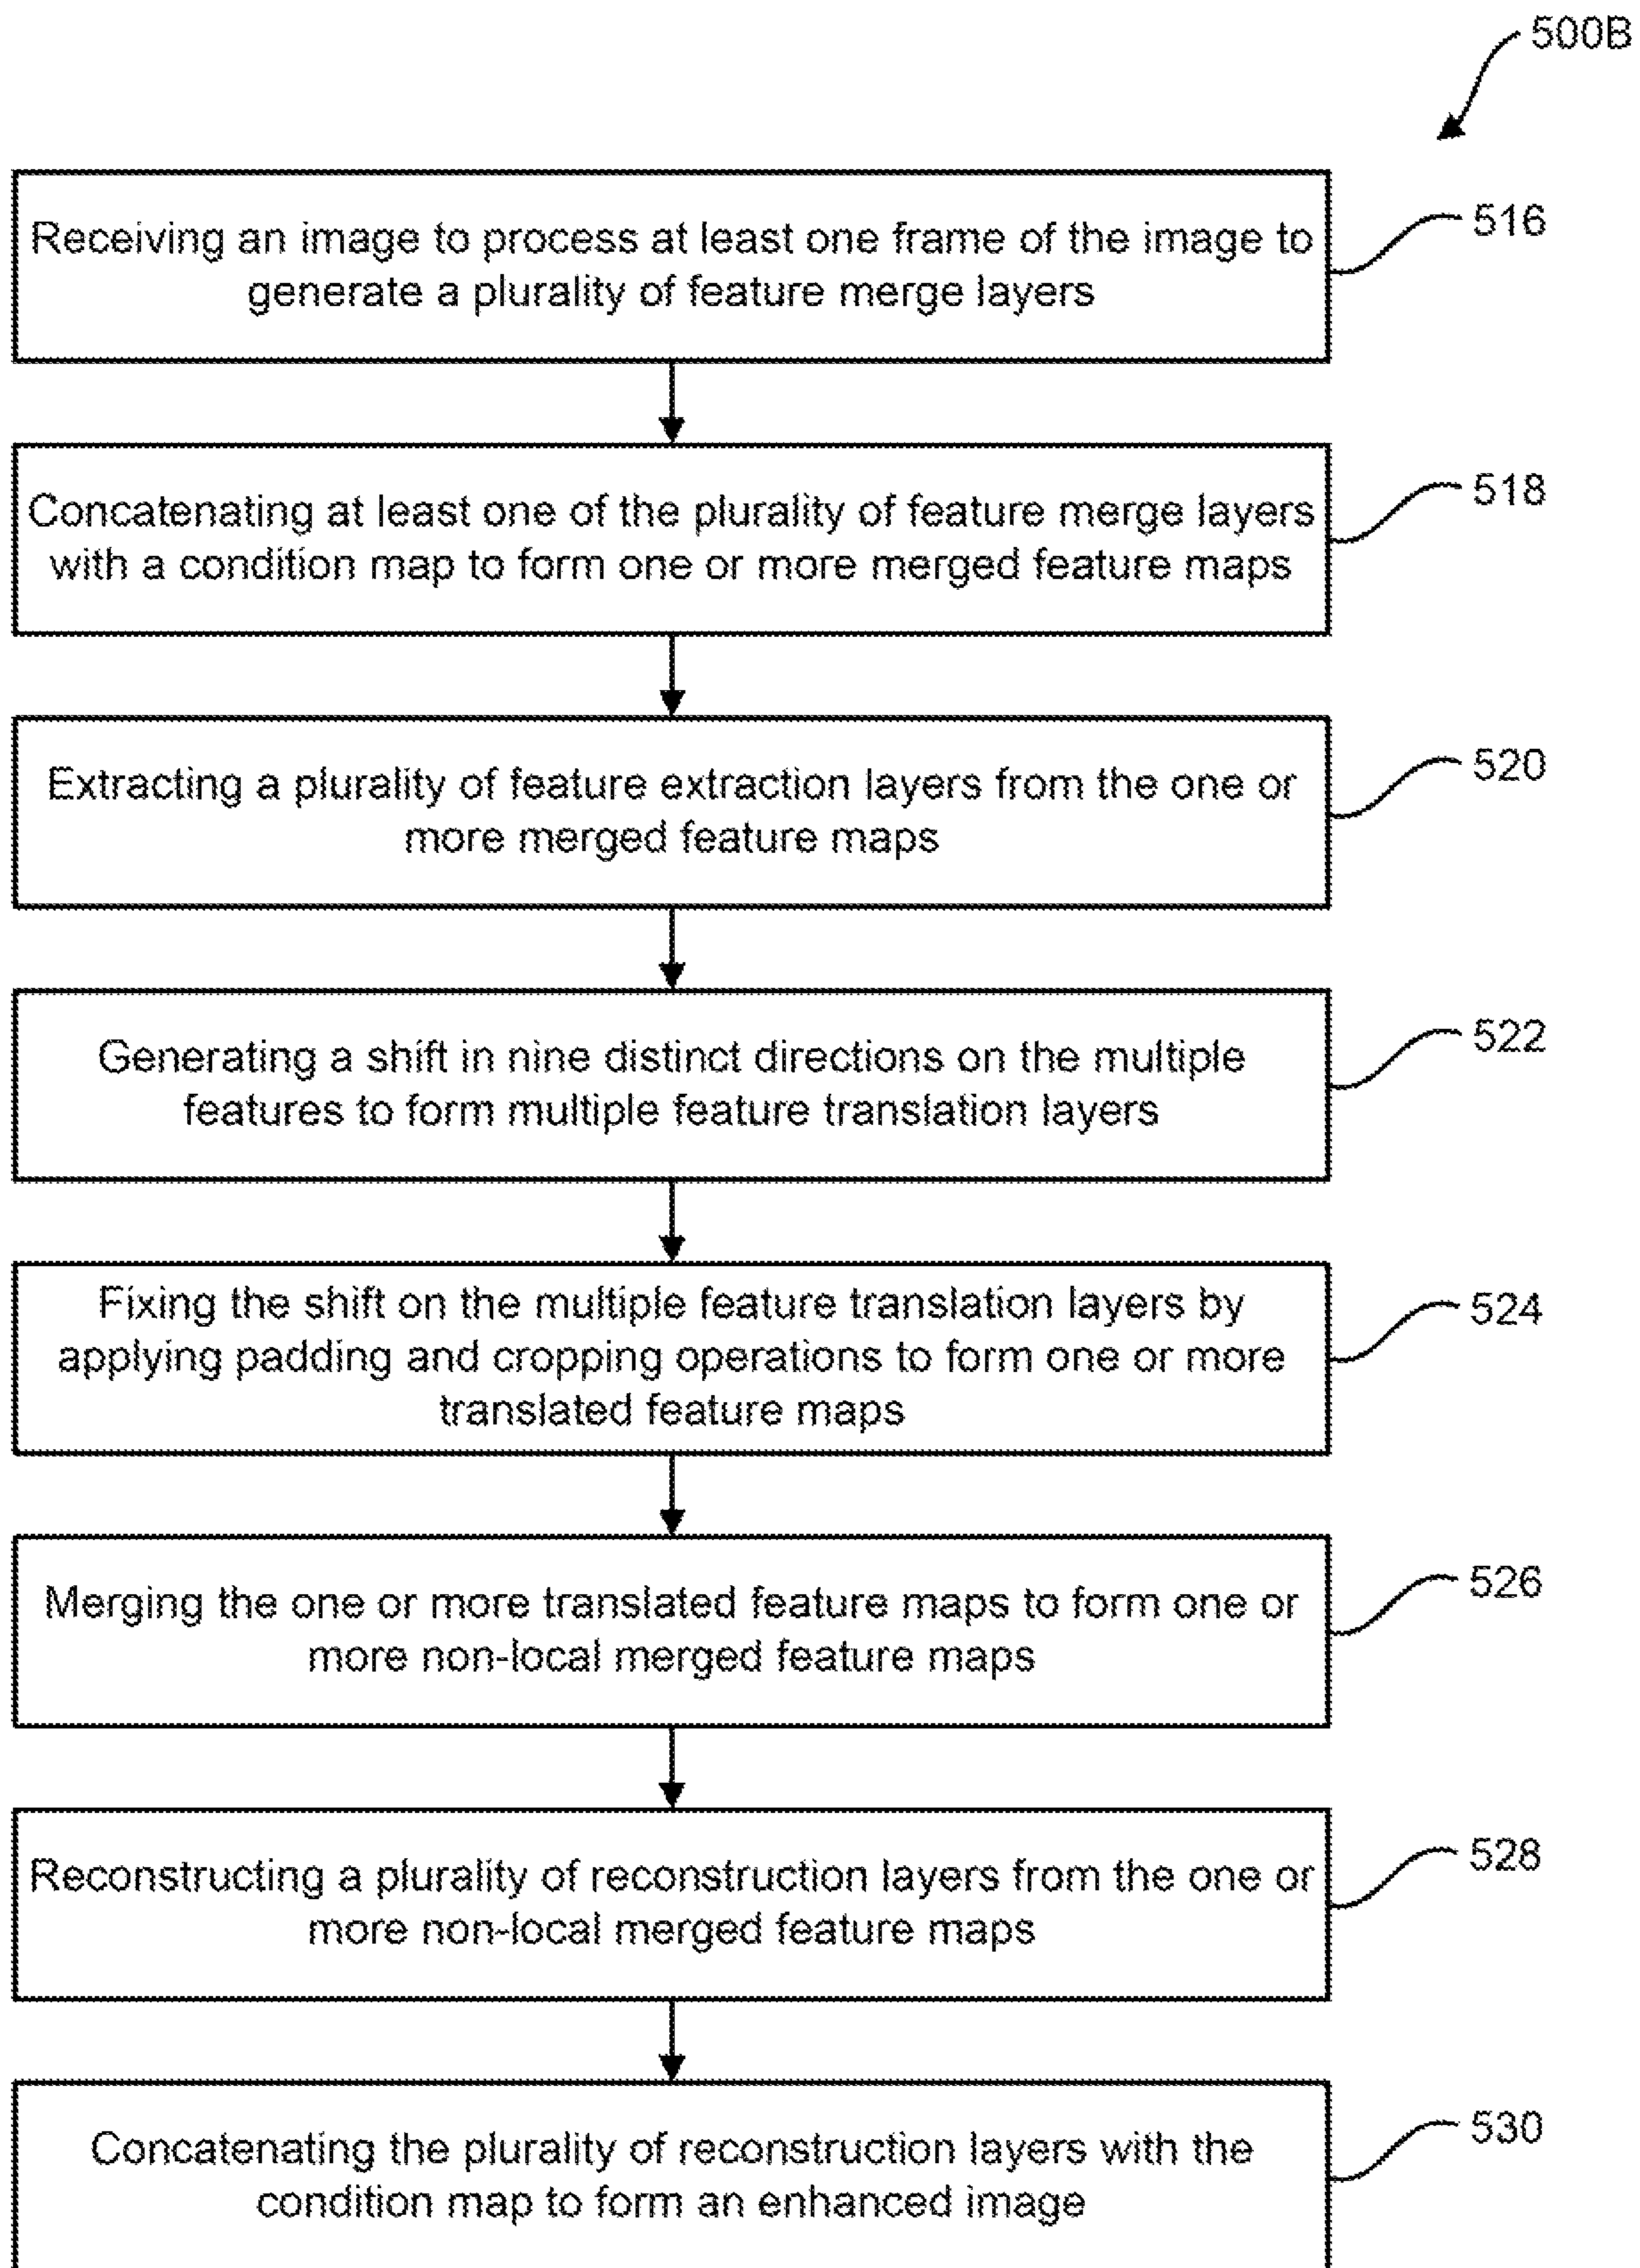 500B
Receiving an image to process at least one frame of the image to
generate a plurality of feature merge layers
516
Concatenating at least one of the plurality of feature merge layers
with a condition map to form one or more merged feature maps
518
Extracting a plurality of feature extraction layers from the one or
more merged feature maps
520
Generating a shift in nine distinct directions on the multiple
features to form multiple feature translation layers
522
Fixing the shift on the multiple feature translation layers by
applying padding and cropping operations to form one or more
translated feature maps
524
Merging the one or more translated feature maps to form one or
more non-local merged feature maps
526
Reconstructing a plurality of reconstruction layers from the one or
more non-local merged feature maps
528
Concatenating the plurality of reconstruction layers with the
condition map to form an enhanced image
530